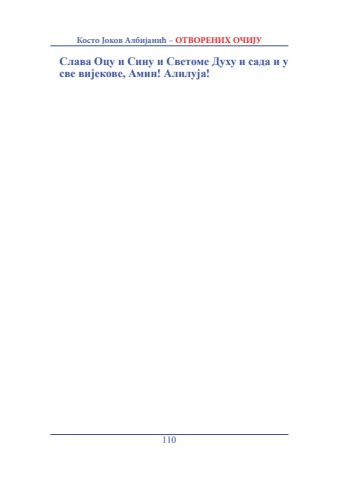 Косто Јоков Албијанић – ОТВОРЕНИХ ОЧИЈУ
Слава Оцу и Сину и Светоме Духу и сада и у
све вијекове, Амин! Алилуја!
110